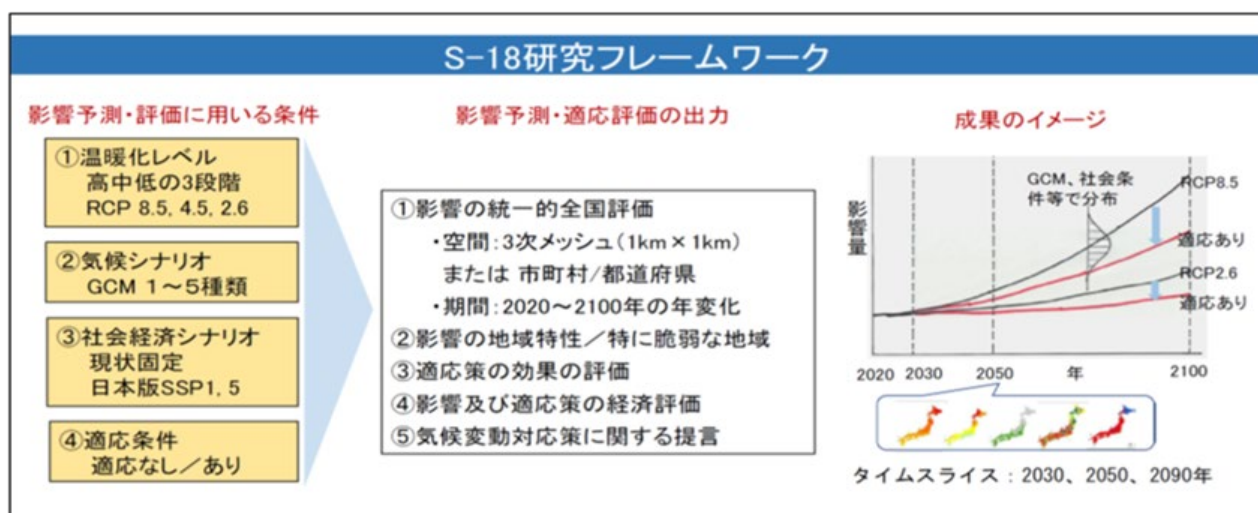 S-18研究フレームワーク
影響予測・評価に用いる条件
①温暖化レベル
高中低の3段階
RCP 8.5, 4.5, 2.6
②気候シナリオ
GCM 1～5種類
③社会経済シナリオ
現状固定
日本版SSP1, 5
④適応条件
適応なし／あり
影響予測・適応評価の出力
①影響の統一的全国評価
・空間：3次メッシュ（1km×1km）
または 市町村/都道府県
・期間：2020～2100年の年変化
②影響の地域特性／特に脆弱な地域
③適応策の効果の評価
④影響及び適応策の経済評価
⑤気候変動対応策に関する提言
成果のイメージ
影響量
GCM、社会条
件等で分布
RCP8.5
適応あり
RCP2.6
適応あり
2020 2030 2050 年 2100
タイムスライス：2030、2050、2090年